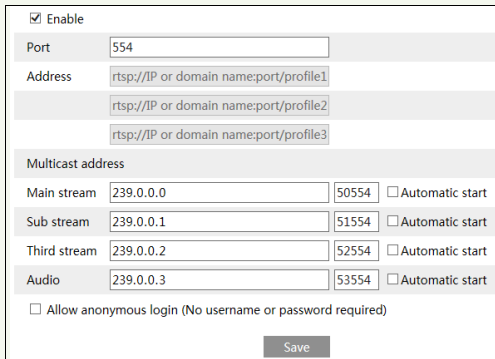 Enable
Port 554
Address rtsp://IP or domain name:port/profile1
rtsp://IP or domain name:port/profile2
rtsp://IP or domain name:port/profile3
Multicast address
Main stream 239.0.0.0 50554 Automatic start
Sub stream 239.0.0.1 51554 Automatic start
Third stream 239.0.0.2 52554 Automatic start
Audio 239.0.0.3 53554 Automatic start
Allow anonymous login (No username or password required)
Save